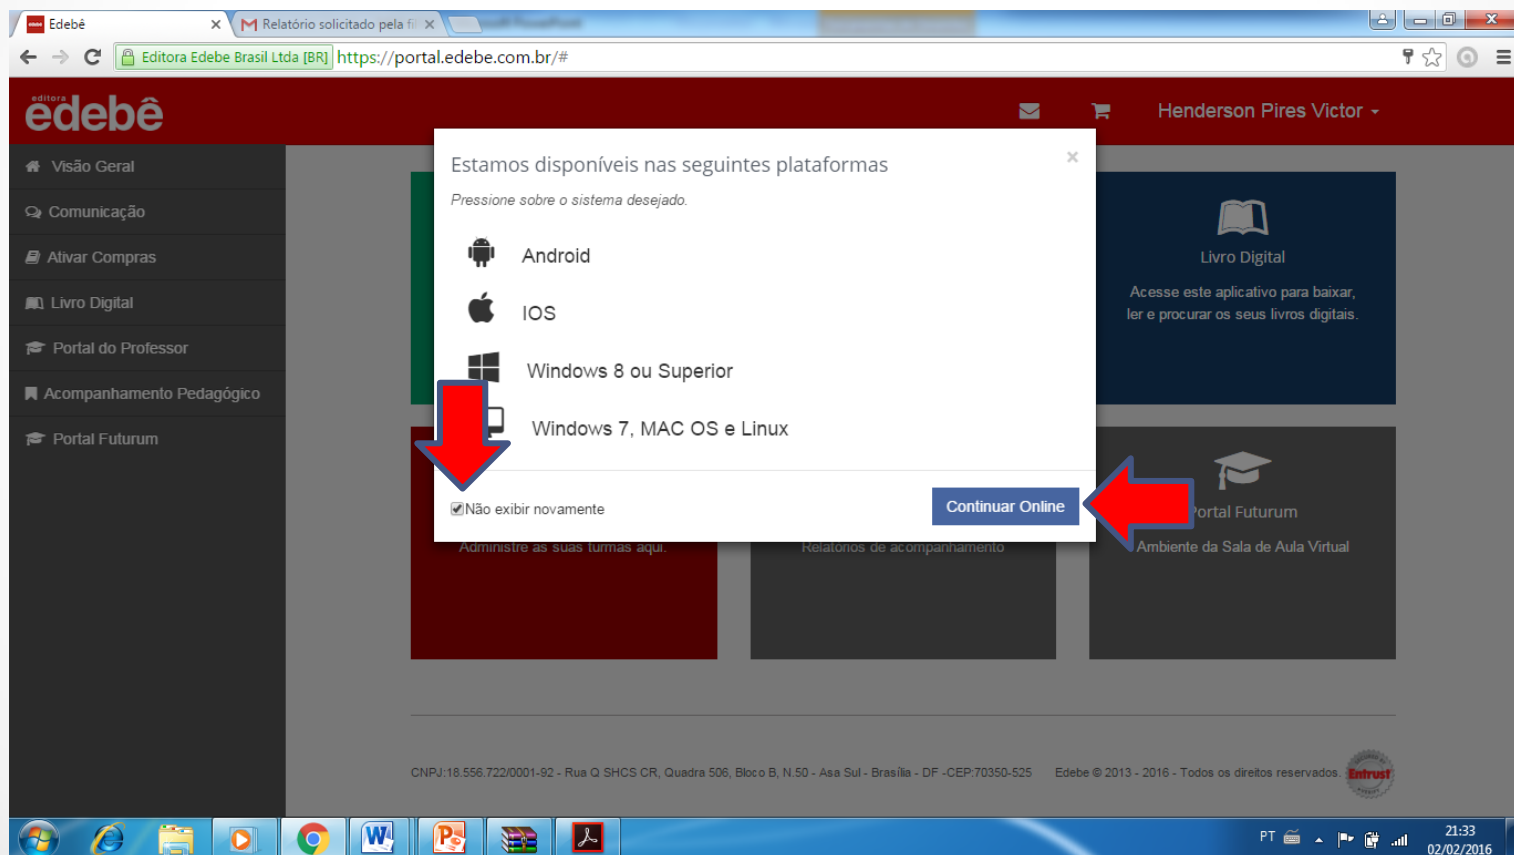 Edebê
Relatório solicitado pela fi
Editora Edebe Brasil Ltda [BR] https://portal.edebe.com.br/#
editora
edebê
Henderson Pires Victor
Visão Geral
Comunicação
Ativar Compras
Livro Digital
Portal do Professor
Acompanhamento Pedagógico
Portal Futurum
Estamos disponíveis nas seguintes plataformas
Pressione sobre o sistema desejado.
Android
IOS
Windows 8 ou Superior
Windows 7, MAC OS e Linux
Não exibir novamente
Continuar Online
Livro Digital
Acesse este aplicativo para baixar,
ler e procurar os seus livros digitais.
Administre as suas turmas aqui.
Relatórios de acompanhamento
Portal Futurum
Ambiente da Sala de Aula Virtual
CNPJ:18.556.722/0001-92 - Rua Q SHCS CR, Quadra 506, Bloco B, N.50 - Asa Sul - Brasília - DF -CEP:70350-525
Edebe © 2013 - 2016 - Todos os direitos reservados.
Entrust
PT
21:33
02/02/2016